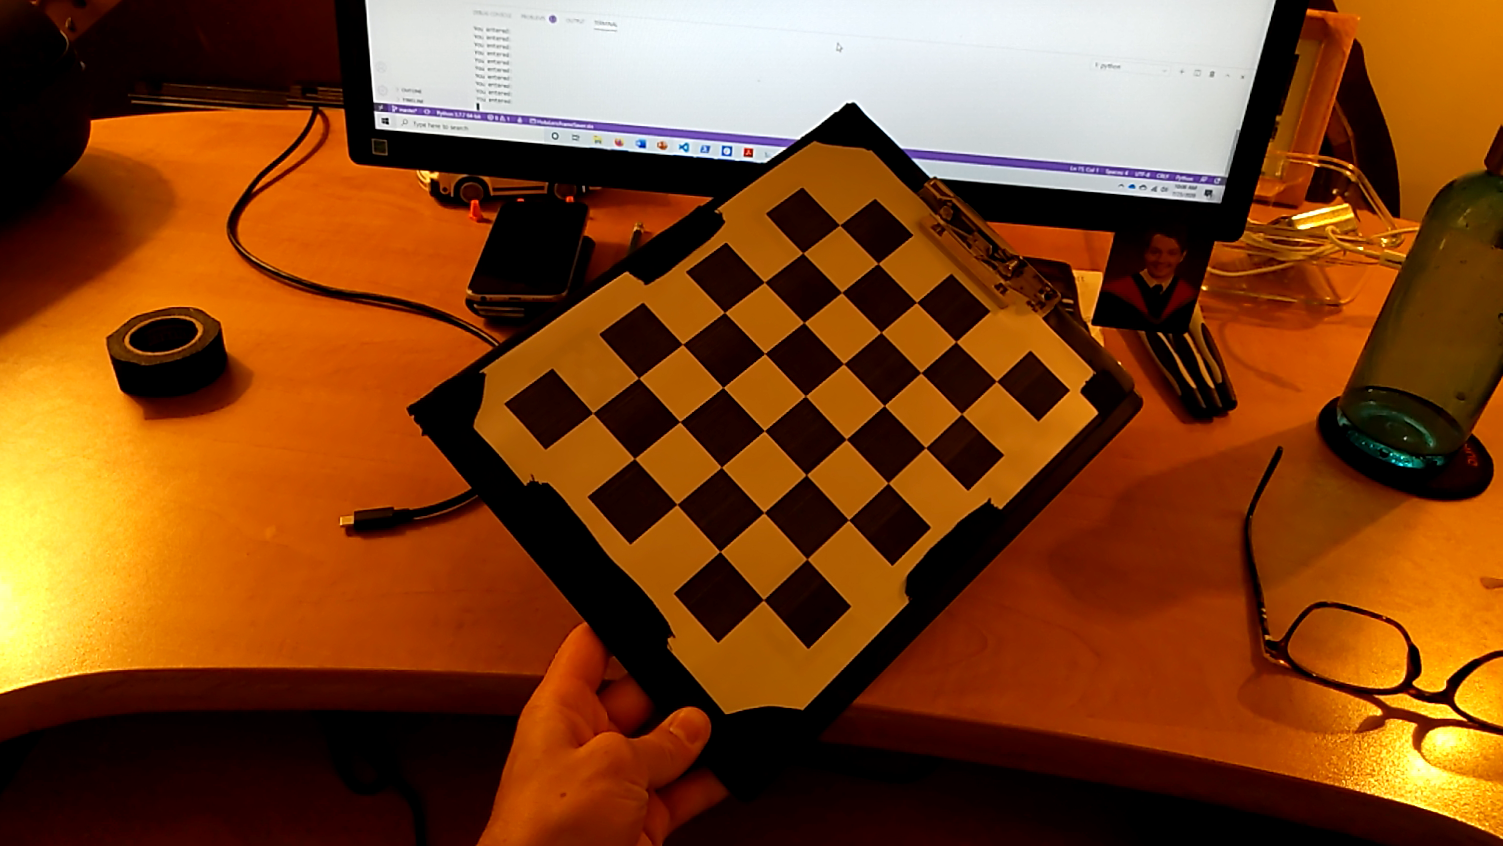 DEBUG CONSOLE PROBLEMS OUTPUT TERMINAL
You entered:
You entered:
You entered:
You entered:
You entered:
You entered:
You entered:
You entered:
You entered:
You entered:
1: python
OUTLINE
TIMELINE
master* Python 3.7.7 64-bit
Ln 15, Col 1 Spaces: 4 UTF-8 CRLF Python
Type here to search